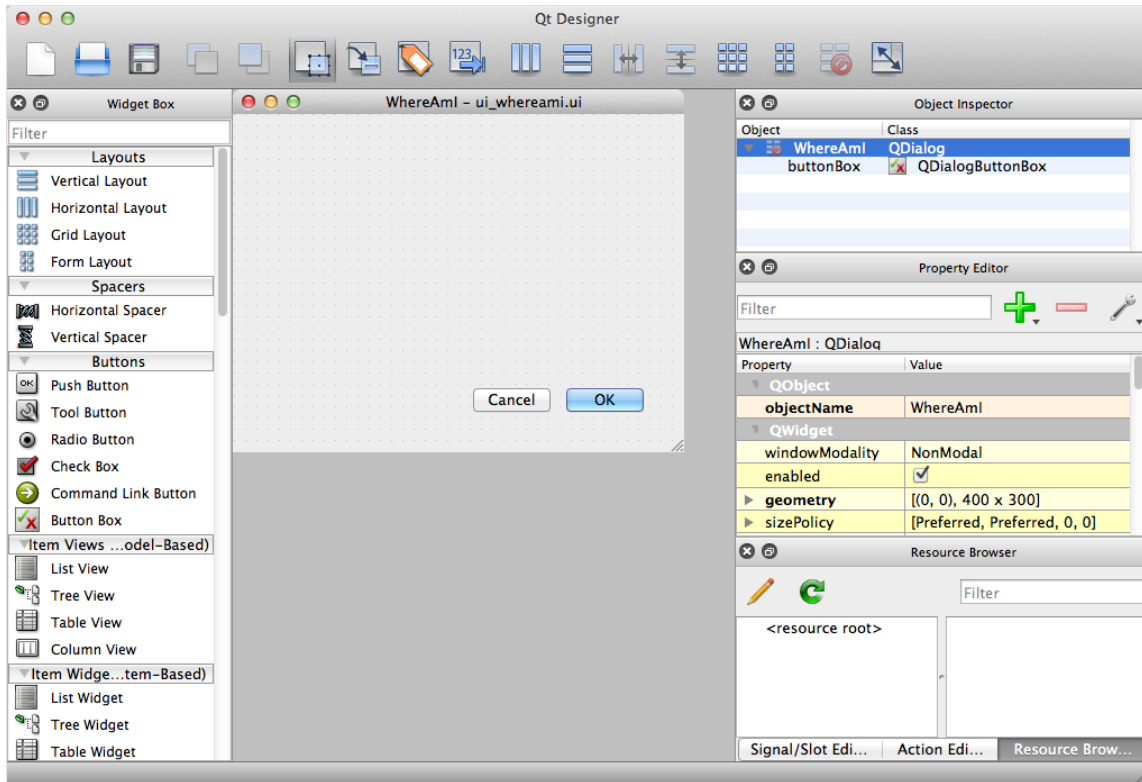 Qt Designer
123
Widget Box
Filter
Layouts
Vertical Layout
Horizontal Layout
Grid Layout
Form Layout
Spacers
Horizontal Spacer
Vertical Spacer
Buttons
OK
Push Button
Tool Button
Radio Button
Check Box
Command Link Button
Button Box
Item Views ...odel-Based)
List View
Tree View
Table View
Column View
Item Widge...tem-Based)
List Widget
Tree Widget
Table Widget
WhereAmI - ui_whereami.ui
Cancel
OK
Object Inspector
Object Class
WhereAmI QDialog
buttonBox QDialogButtonBox
Property Editor
Filter
WhereAmI : QDialog
Property Value
QObject
objectName WhereAmI
QWidget
windowModality NonModal
enabled
geometry [(0, 0), 400 x 300]
sizePolicy [Preferred, Preferred, 0, 0]
Resource Browser
Filter
<resource root>
Signal/Slot Edi... Action Edi... Resource Brow...